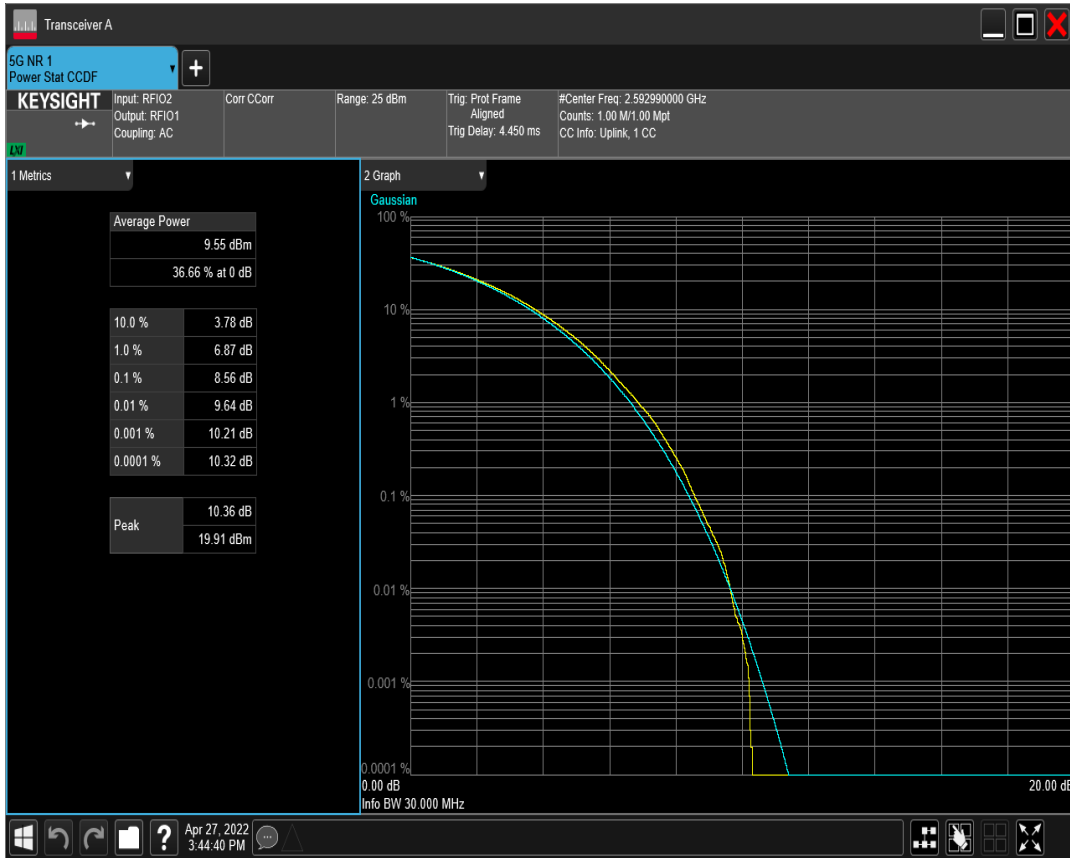 Transceiver A
5G NR 1
Power Stat CCDF
KEYSIGHT
LXI
Input: RFIO2
Output: RFIO1
Coupling: AC
Corr CCorr
Range: 25 dBm
Trig: Prot Frame
Aligned
Trig Delay: 4.450 ms
#Center Freq: 2.592990000 GHz
Counts: 1.00 M/1.00 Mpt
CC Info: Uplink, 1 CC
1 Metrics
Average Power
9.55 dBm
36.66 % at 0 dB
10.0 % 3.78 dB
1.0 % 6.87 dB
0.1 % 8.56 dB
0.01 % 9.64 dB
0.001 % 10.21 dB
0.0001 % 10.32 dB
Peak
10.36 dB
19.91 dBm
2 Graph
Gaussian
100 %
10 %
1 %
0.1 %
0.01 %
0.001 %
0.0001 %
0.00 dB 20.00 dB
Info BW 30.000 MHz
Apr 27, 2022
3:44:40 PM